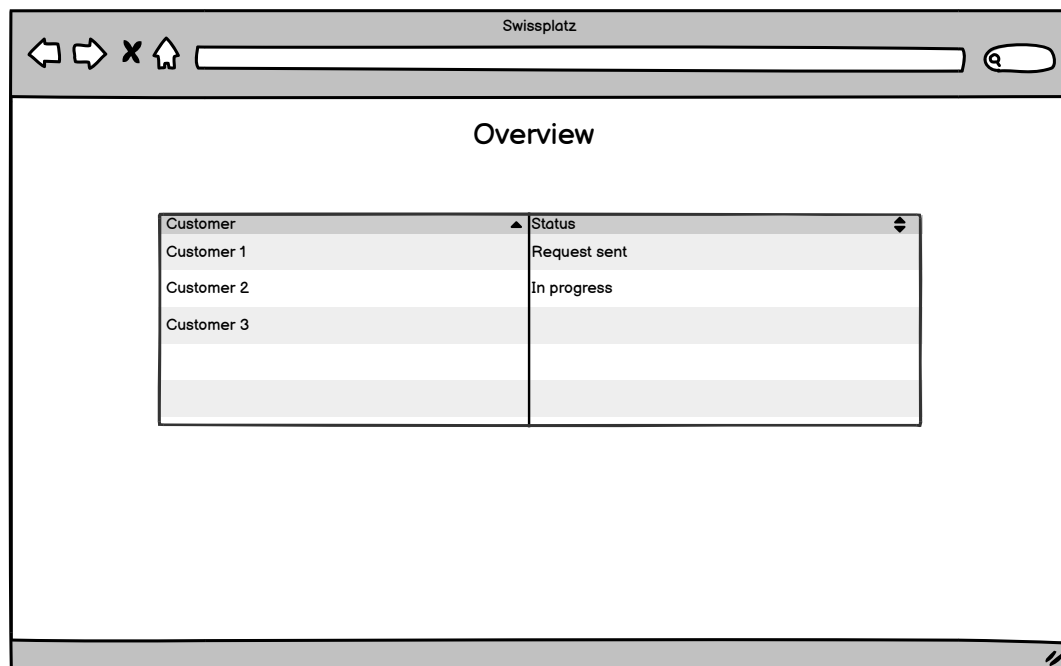 Swissplatz
Overview
Customer Status
Customer 1 Request sent
Customer 2 In progress
Customer 3